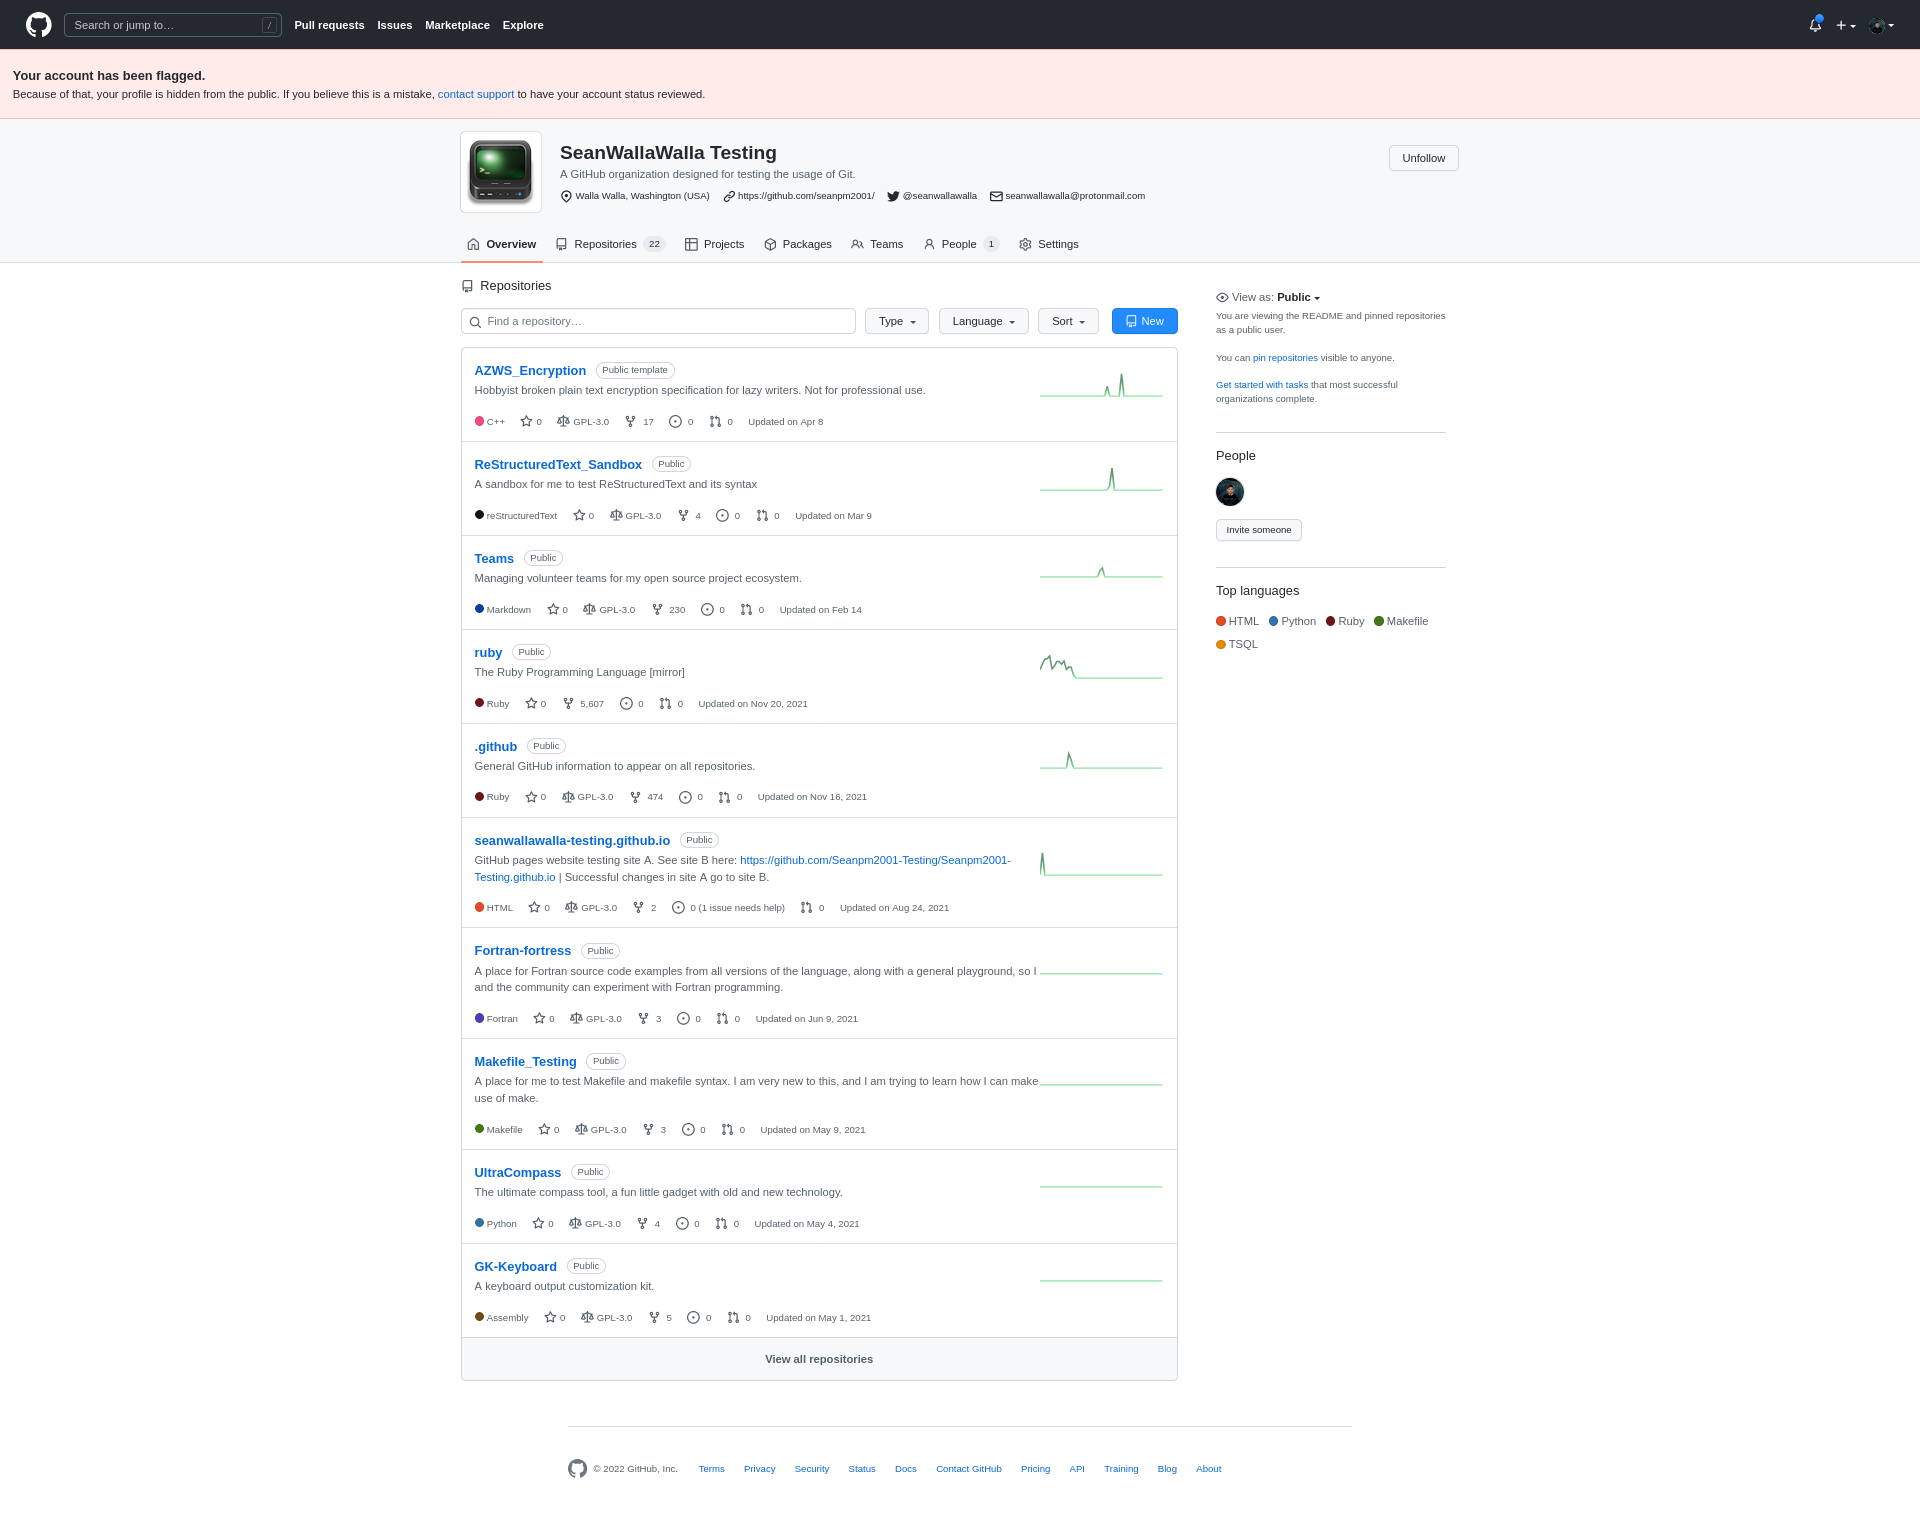 Search or jump to… /
Pull requests Issues Marketplace Explore
Your account has been flagged.
Because of that, your profile is hidden from the public. If you believe this is a mistake, contact support to have your account status reviewed.
>_
SeanWallaWalla Testing
Unfollow
A GitHub organization designed for testing the usage of Git.
Walla Walla, Washington (USA) https://github.com/seanpm2001/ @seanwallawalla seanwallawalla@protonmail.com
Overview Repositories 22 Projects Packages Teams People 1 Settings
Repositories
Find a repository… Type Language Sort New
AZWS_Encryption Public template
Hobbyist broken plain text encryption specification for lazy writers. Not for professional use.
C++ 0 GPL-3.0 17 0 0 Updated on Apr 8
ReStructuredText_Sandbox Public
A sandbox for me to test ReStructuredText and its syntax
reStructuredText 0 GPL-3.0 4 0 0 Updated on Mar 9
Teams Public
Managing volunteer teams for my open source project ecosystem.
Markdown 0 GPL-3.0 230 0 0 Updated on Feb 14
ruby Public
The Ruby Programming Language [mirror]
Ruby 0 5,607 0 0 Updated on Nov 20, 2021
.github Public
General GitHub information to appear on all repositories.
Ruby 0 GPL-3.0 474 0 0 Updated on Nov 16, 2021
seanwallawalla-testing.github.io Public
GitHub pages website testing site A. See site B here: https://github.com/Seanpm2001-Testing/Seanpm2001-
Testing.github.io | Successful changes in site A go to site B.
HTML 0 GPL-3.0 2 0 (1 issue needs help) 0 Updated on Aug 24, 2021
Fortran-fortress Public
A place for Fortran source code examples from all versions of the language, along with a general playground, so I
and the community can experiment with Fortran programming.
Fortran 0 GPL-3.0 3 0 0 Updated on Jun 9, 2021
Makefile_Testing Public
A place for me to test Makefile and makefile syntax. I am very new to this, and I am trying to learn how I can make
use of make.
Makefile 0 GPL-3.0 3 0 0 Updated on May 9, 2021
UltraCompass Public
The ultimate compass tool, a fun little gadget with old and new technology.
Python 0 GPL-3.0 4 0 0 Updated on May 4, 2021
GK-Keyboard Public
A keyboard output customization kit.
Assembly 0 GPL-3.0 5 0 0 Updated on May 1, 2021
View all repositories
View as: Public
You are viewing the README and pinned repositories
as a public user.
You can pin repositories visible to anyone.
Get started with tasks that most successful
organizations complete.
People
Invite someone
Top languages
HTML Python Ruby Makefile
TSQL
© 2022 GitHub, Inc. Terms Privacy Security Status Docs Contact GitHub Pricing API Training Blog About